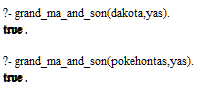 ?- grand_ma_and_son(dakota,yas).
true .
?- grand_ma_and_son(pokehontas,yas).
true .